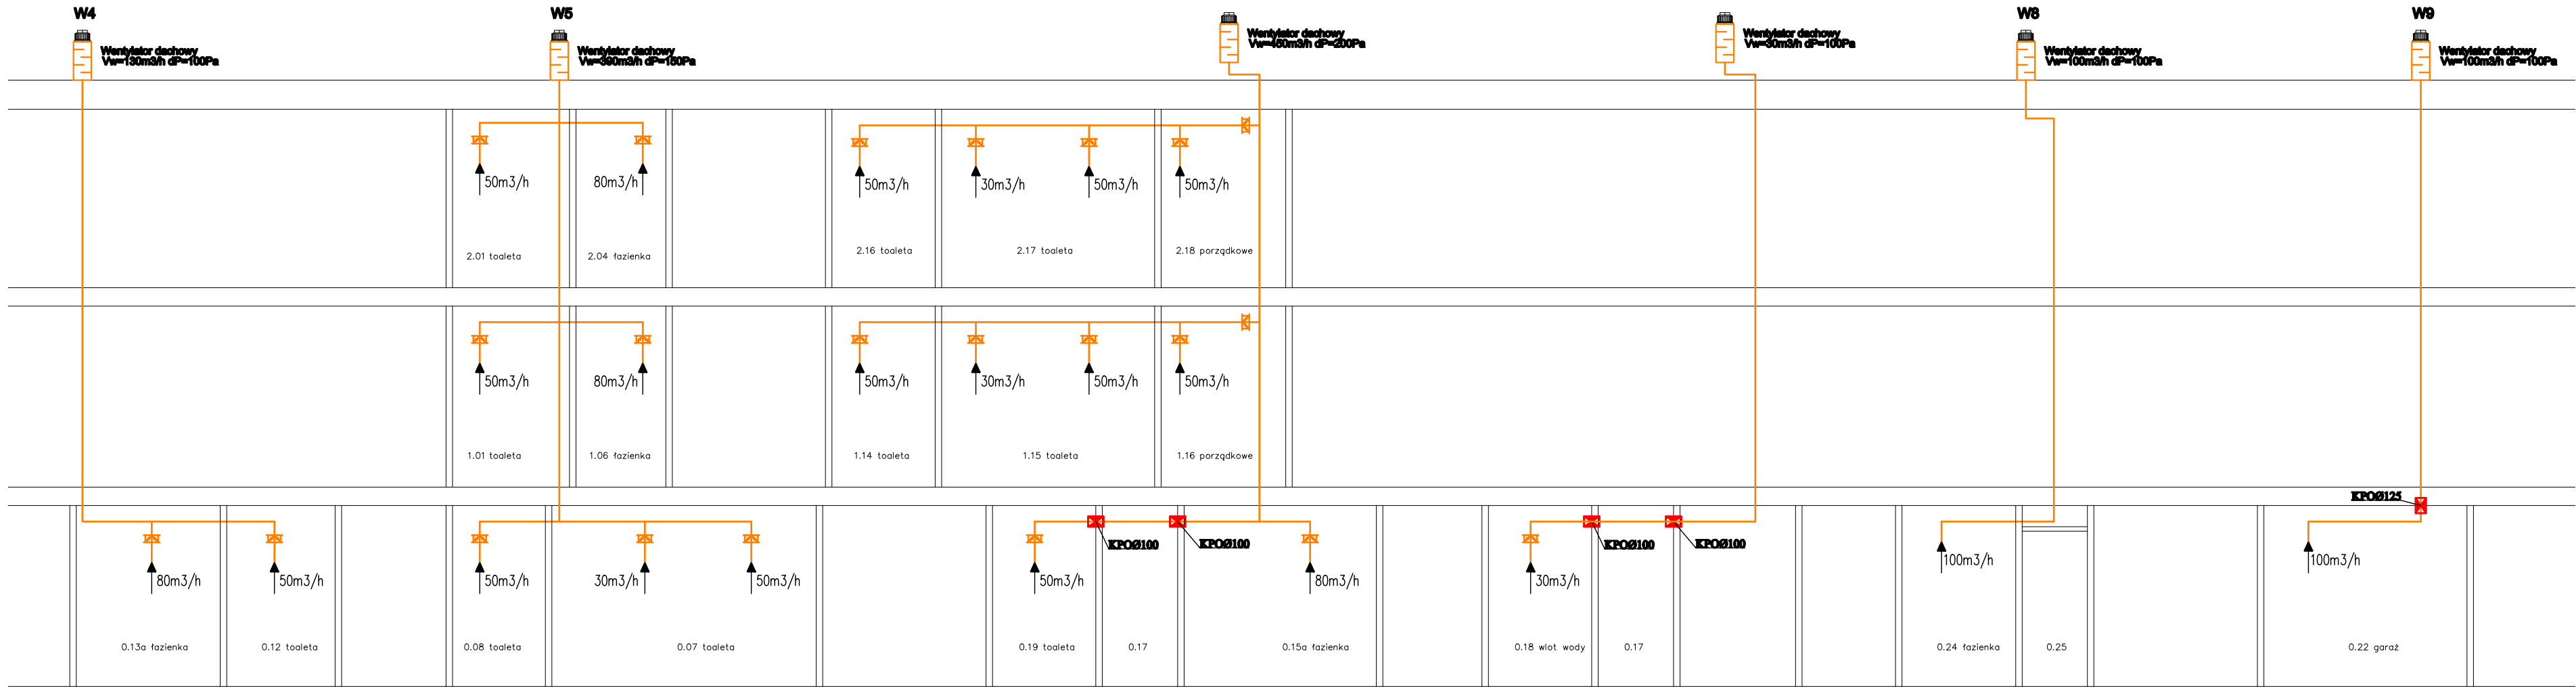 W4
W5
W8
W9
Wentylator dachowy
Vw=130m3/h dP=100Pa
Wentylator dachowy
Vw=390m3/h dP=150Pa
Wentylator dachowy
Vw=450m3/h dP=200Pa
Wentylator dachowy
Vw=30m3/h dP=100Pa
Wentylator dachowy
Vw=100m3/h dP=100Pa
Wentylator dachowy
Vw=100m3/h dP=100Pa
50m3/h
80m3/h
50m3/h
30m3/h
50m3/h
50m3/h
2.01 toaleta
2.04 łazienka
2.16 toaleta
2.17 toaleta
2.18 porządkowe
50m3/h
80m3/h
50m3/h
30m3/h
50m3/h
50m3/h
1.01 toaleta
1.06 łazienka
1.14 toaleta
1.15 toaleta
1.16 porządkowe
KPOØ125
KPOØ100
KPOØ100
KPOØ100
KPOØ100
80m3/h
50m3/h
50m3/h
30m3/h
50m3/h
50m3/h
80m3/h
30m3/h
100m3/h
100m3/h
0.13a łazienka
0.12 toaleta
0.08 toaleta
0.07 toaleta
0.19 toaleta
0.17
0.15a łazienka
0.18 wlot wody
0.17
0.24 łazienka
0.25
0.22 garaż